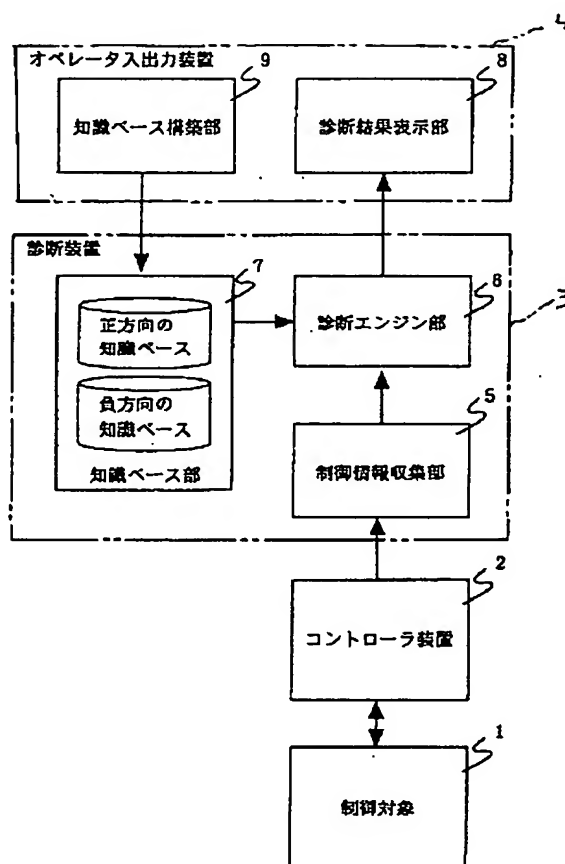 4
オペレータ入出力装置
9
8
知識ベース構築部
診断結果表示部
診断装置
7
6
3
正方向の
知識ベース
診断エンジン部
負方向の
知識ベース
5
知識ベース部
制御情報収集部
2
コントローラ装置
1
制御対象